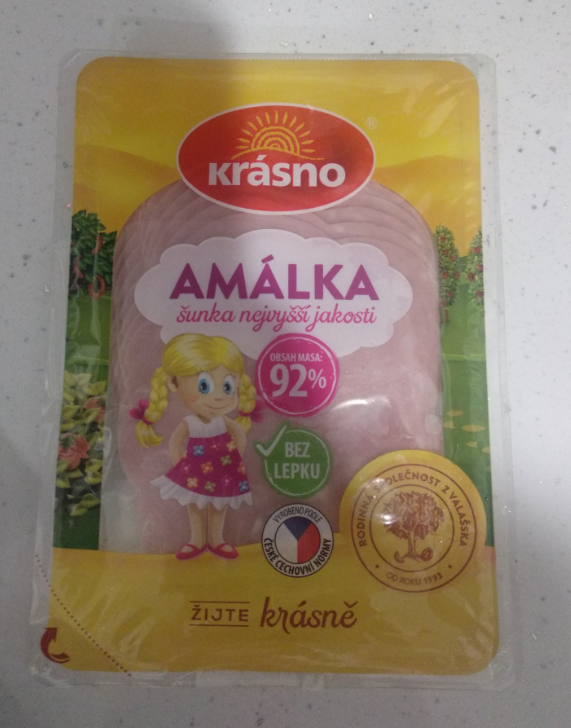 Krásno
®
AMÁLKA
šunka nejvyšší jakosti
OBSAH MASA:
92%
BEZ
LEPKU
VYROBENO PODLE
ČESKÉ CECHOVNÍ NORMY
RODINNÁ SPOLEČNOST Z VALAŠSKA
• OD ROKU 1993 •
ŽIJTE krásně